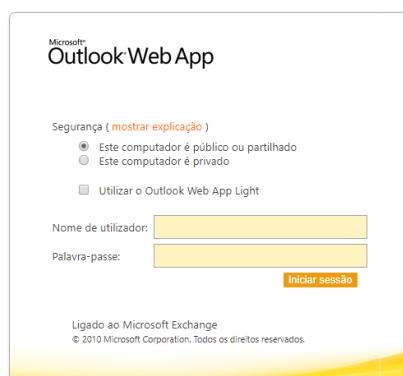 Microsoft®
Outlook Web App
Segurança ( mostrar explicação )
Este computador é público ou partilhado
Este computador é privado
Utilizar o Outlook Web App Light
Nome de utilizador:
Palavra-passe:
Iniciar sessão
Ligado ao Microsoft Exchange
© 2010 Microsoft Corporation. Todos os direitos reservados.